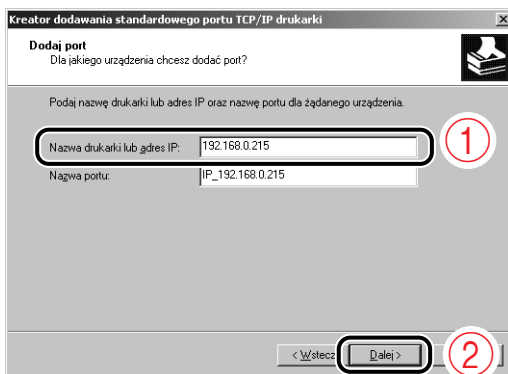 Kreator dodawania standardowego portu TCP/IP drukarki
Dodaj port
Dla jakiego urządzenia chcesz dodać port?
Podaj nazwę drukarki lub adres IP oraz nazwę portu dla żądanego urządzenia.
Nazwa drukarki lub adres IP: 192.168.0.215
1
Nazwa portu: IP_192.168.0.215
< Wstecz Dalej >
2